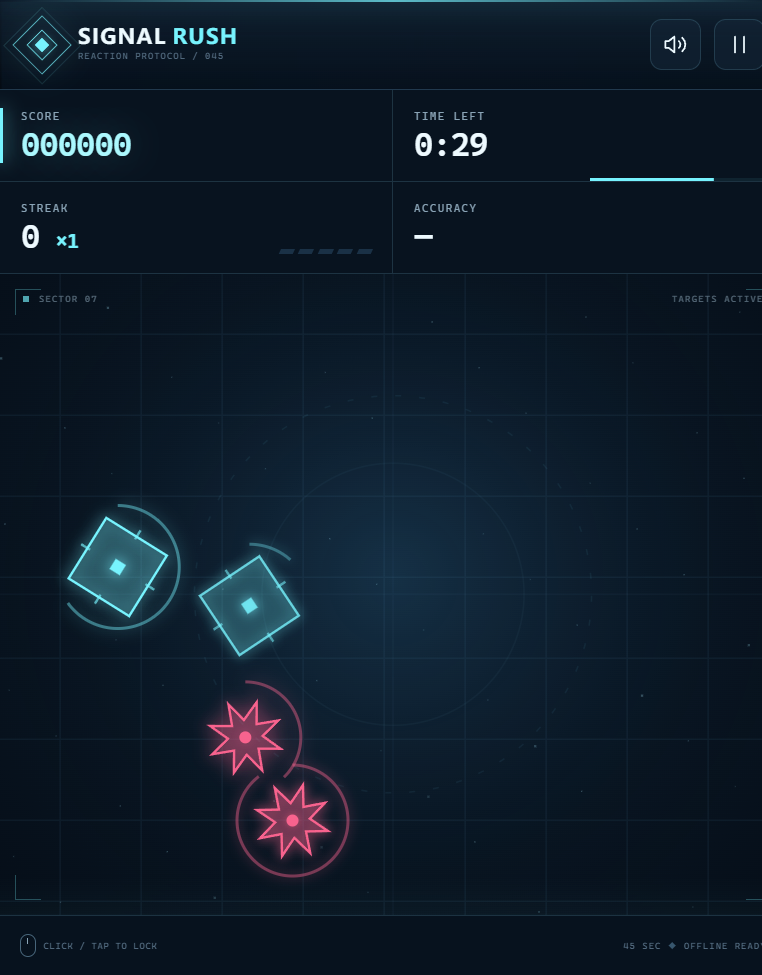 SIGNAL RUSH
REACTION PROTOCOL / 045
SCORE
000000
TIME LEFT
0:29
STREAK
0 ×1
ACCURACY
—
SECTOR 07
TARGETS ACTIVE
CLICK / TAP TO LOCK
45 SEC ◆ OFFLINE READY